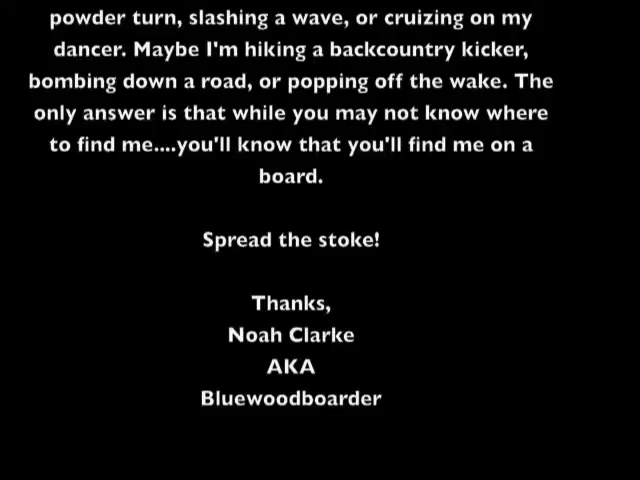 powder turn, slashing a wave, or cruizing on my
dancer. Maybe I'm hiking a backcountry kicker,
bombing down a road, or popping off the wake. The
only answer is that while you may not know where
to find me....you'll know that you'll find me on a
board.
Spread the stoke!
Thanks,
Noah Clarke
AKA
Bluewoodboarder